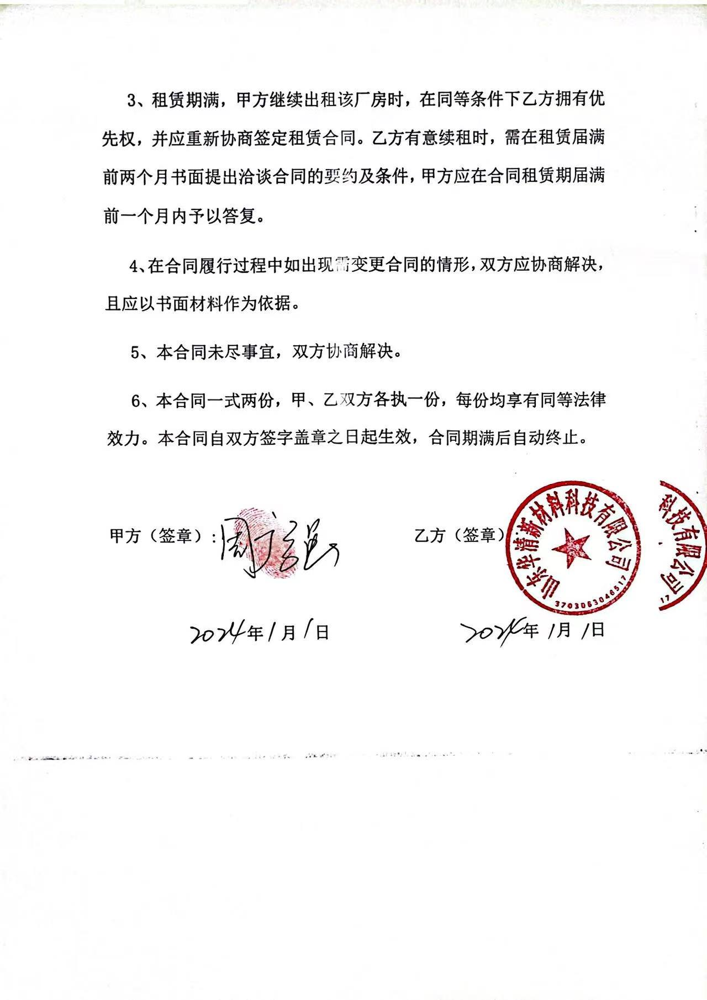 3、租赁期满，甲方继续出租该厂房时，在同等条件下乙方拥有优
先权，并应重新协商签定租赁合同。乙方有意续租时，需在租赁届满
前两个月书面提出洽谈合同的要约及条件，甲方应在合同租赁期届满
前一个月内予以答复。
4、在合同履行过程中如出现需变更合同的情形，双方应协商解决，
且应以书面材料作为依据。
5、本合同未尽事宜，双方协商解决。
6、本合同一式两份，甲、乙双方各执一份，每份均享有同等法律
效力。本合同自双方签字盖章之日起生效，合同期满后自动终止。
甲方（签章）：周
乙方（签章）
山东华清新材料科技有限公司
3703063046517
科技有限公司
17
2024年1月1日
2024年1月1日